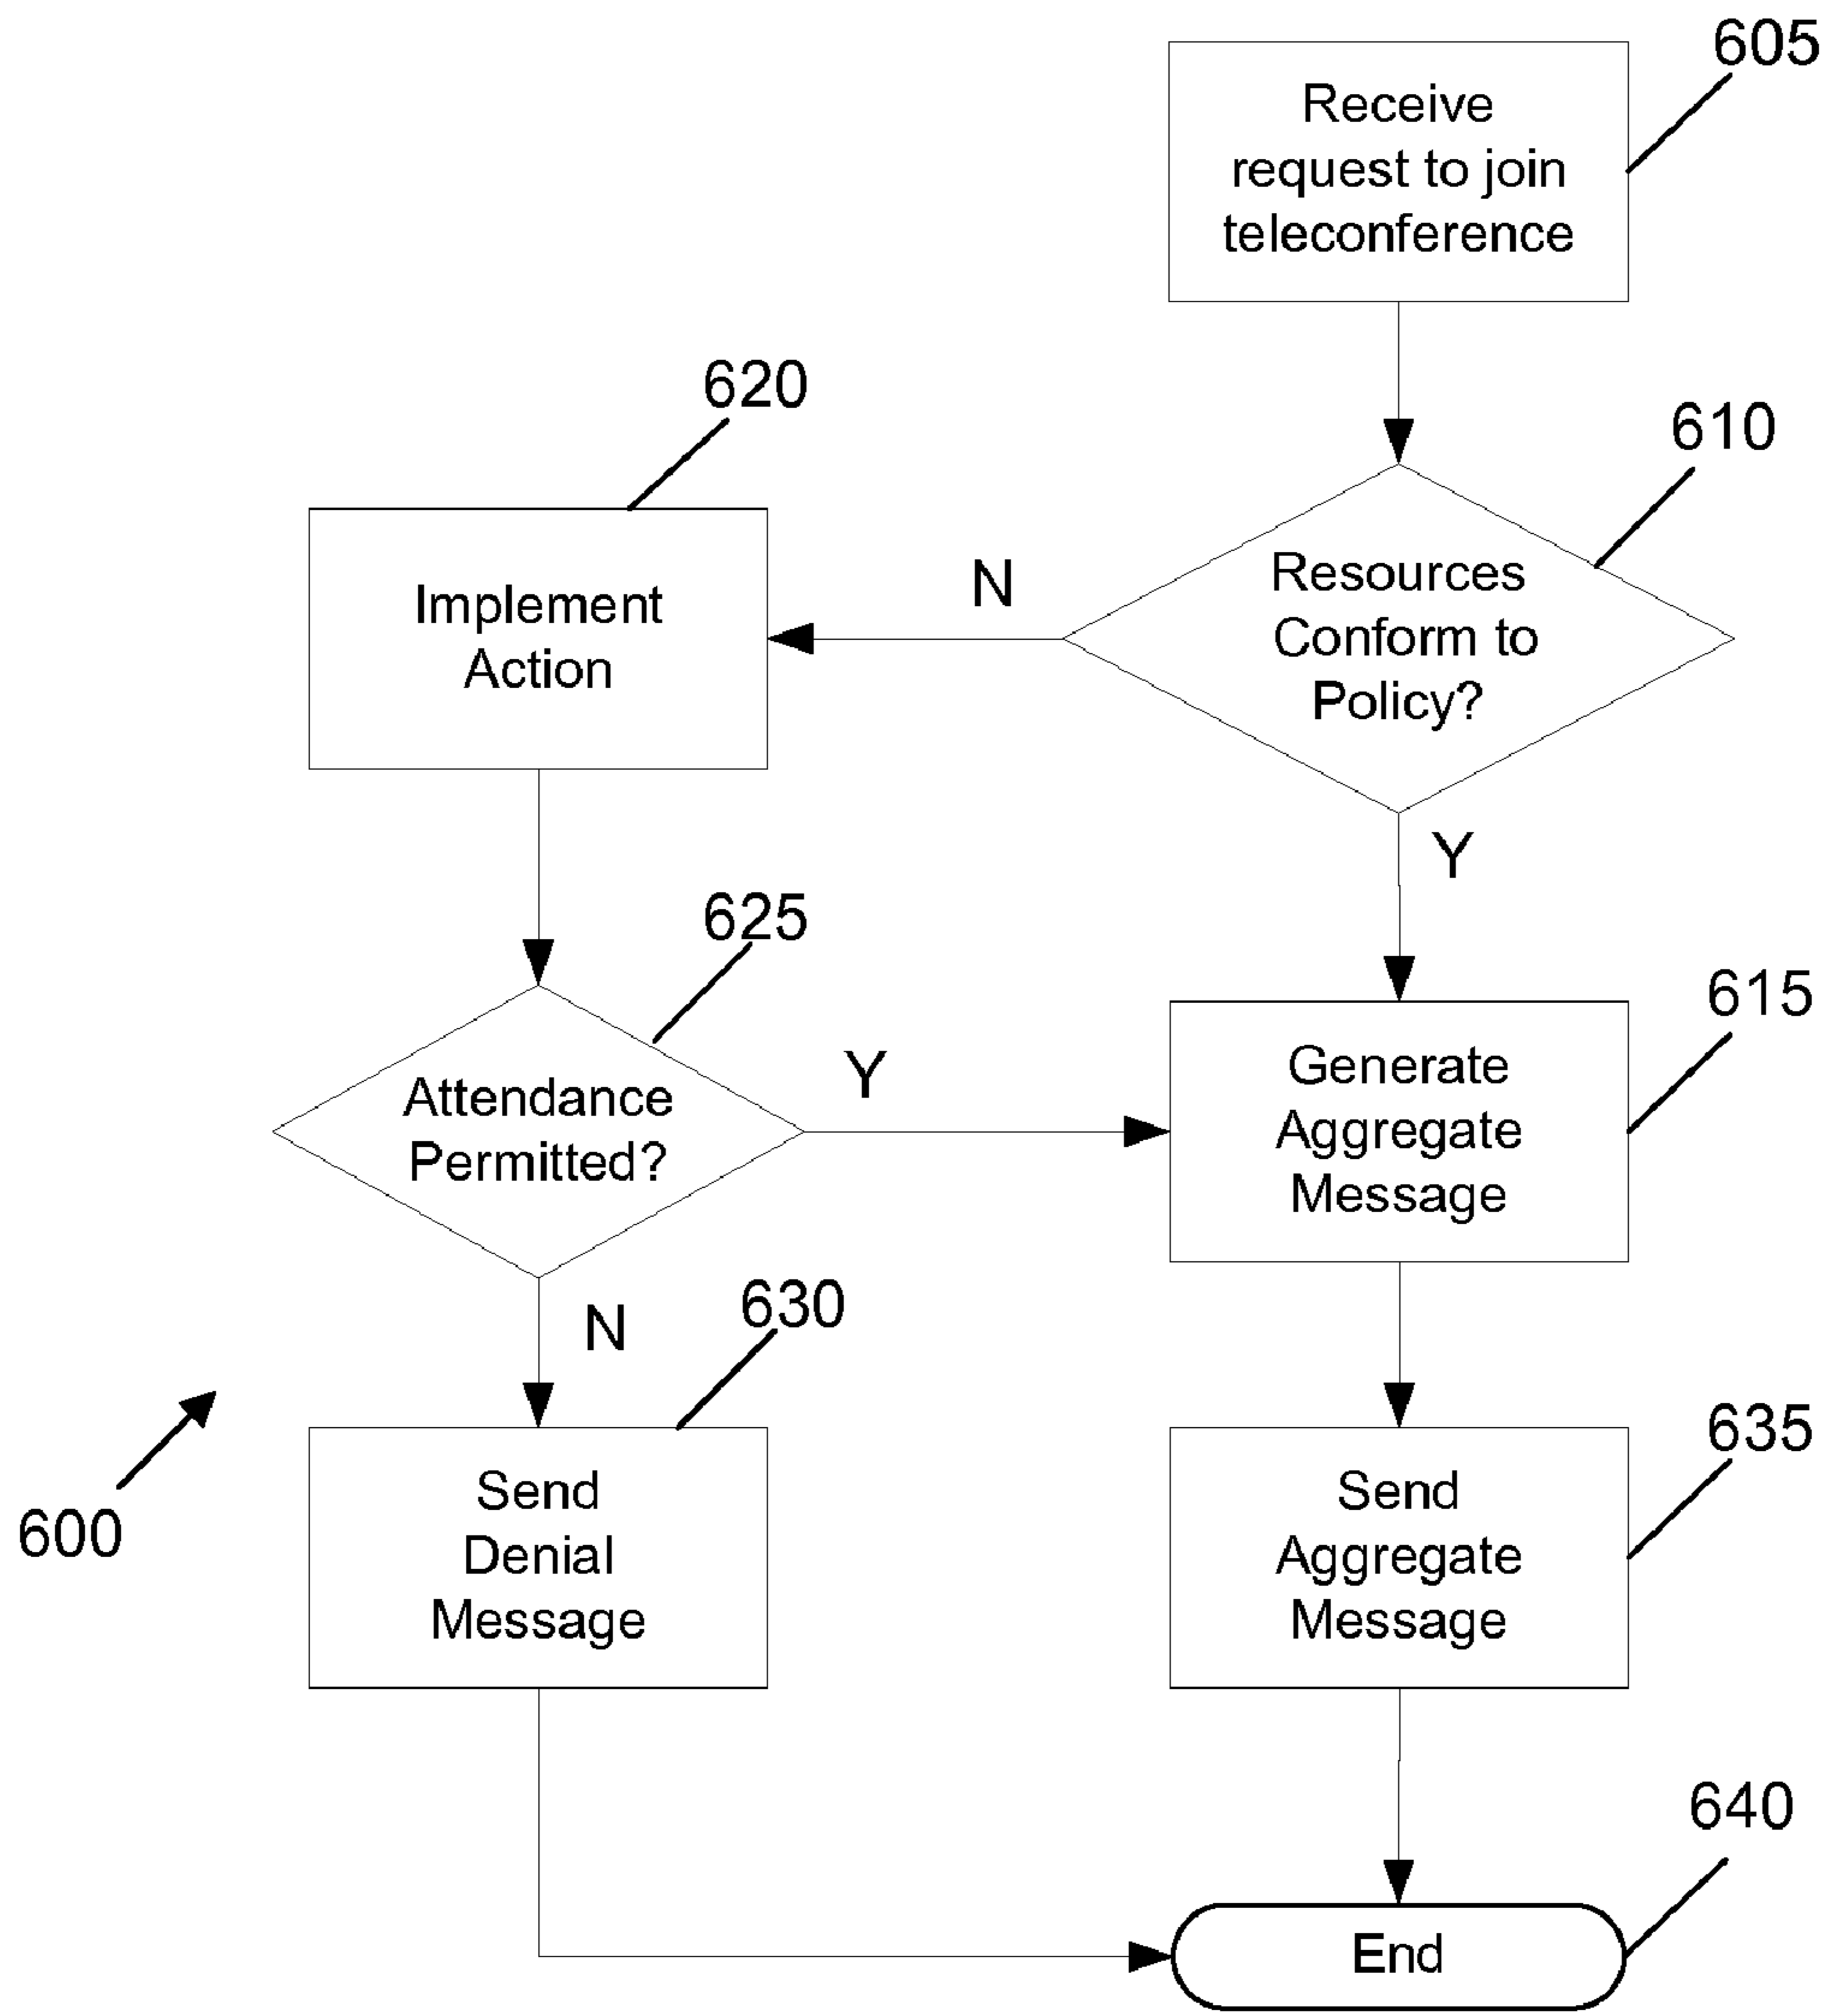 605
Receive
request to join
teleconference
620
610
Implement
Action
N
Resources
Conform to
Policy?
Y
625
615
Attendance
Permitted?
Y
Generate
Aggregate
Message
N
630
635
600
Send
Denial
Message
Send
Aggregate
Message
640
End